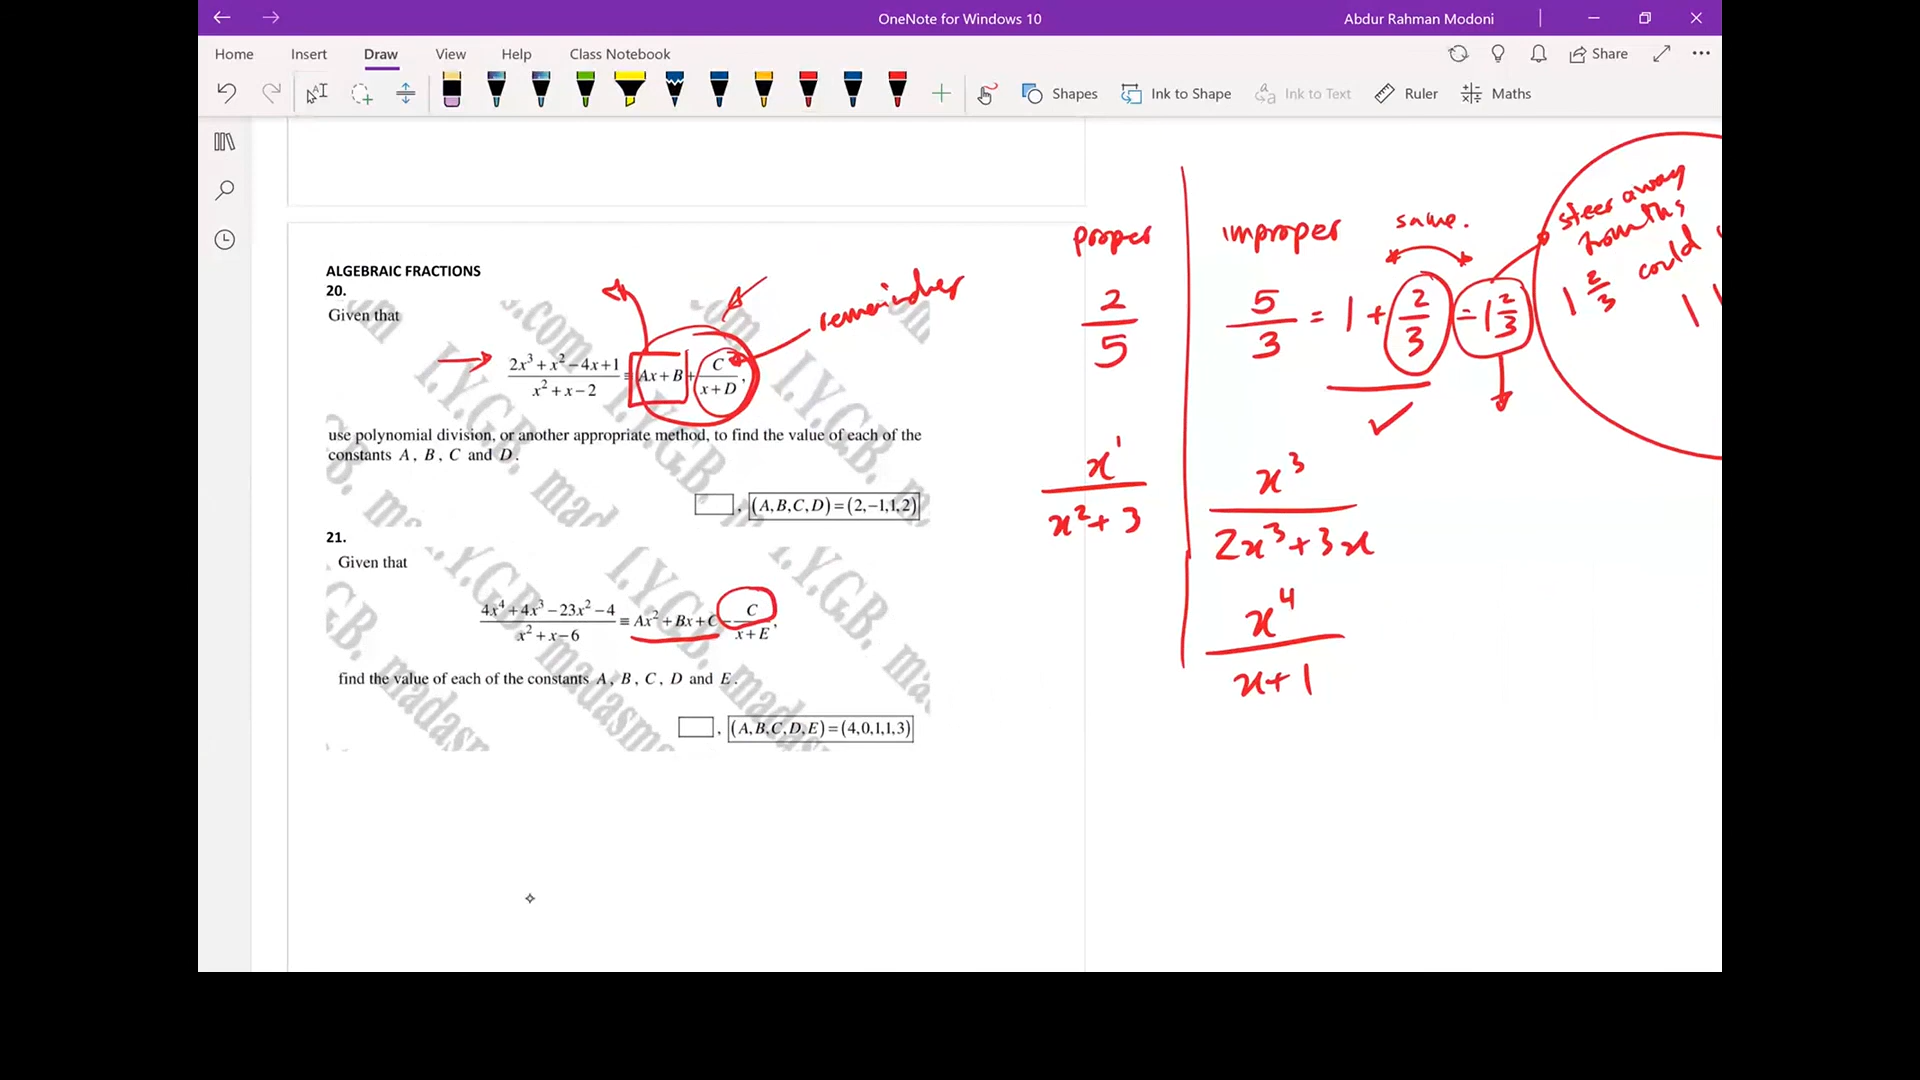 OneNote for Windows 10
Abdur Rahman Modoni
Home Insert Draw View Help Class Notebook
Share
Shapes Ink to Shape Ink to Text Ruler Maths
ALGEBRAIC FRACTIONS
20.
Given that
(2x³ + x² − 4x + 1)/(x² + x − 2) ≡ Ax + B + C/(x + D),
remainder
use polynomial division, or another appropriate method, to find the value of each of the
constants A, B, C and D.
, (A,B,C,D) = (2,−1,1,2)
21.
Given that
(4x⁴ + 4x³ − 23x² − 4)/(x² + x − 6) ≡ Ax² + Bx + C C/(x + E),
find the value of each of the constants A, B, C, D and E.
, (A,B,C,D,E) = (4,0,1,1,3)
proper
2/5
x¹/(x² + 3)
improper
same.
5/3 = 1 + 2/3 = 1 2/3
x³/(2x³ + 3x)
x⁴/(x + 1)
steer away
from this
1 2/3 could
I.Y.G.B. madasm